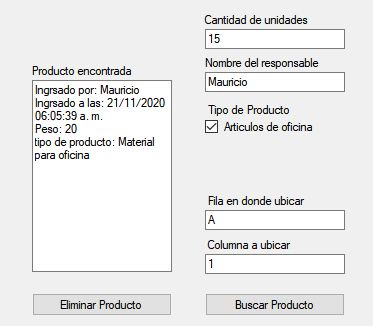 Cantidad de unidades
15
Nombre del responsable
Mauricio
Producto encontrada
Ingrsado por: Mauricio
Ingrsado a las: 21/11/2020
06:05:39 a. m.
Peso: 20
tipo de producto: Material
para oficina
Tipo de Producto
Articulos de oficina
Fila en donde ubicar
A
Columna a ubicar
1
Eliminar Producto
Buscar Producto